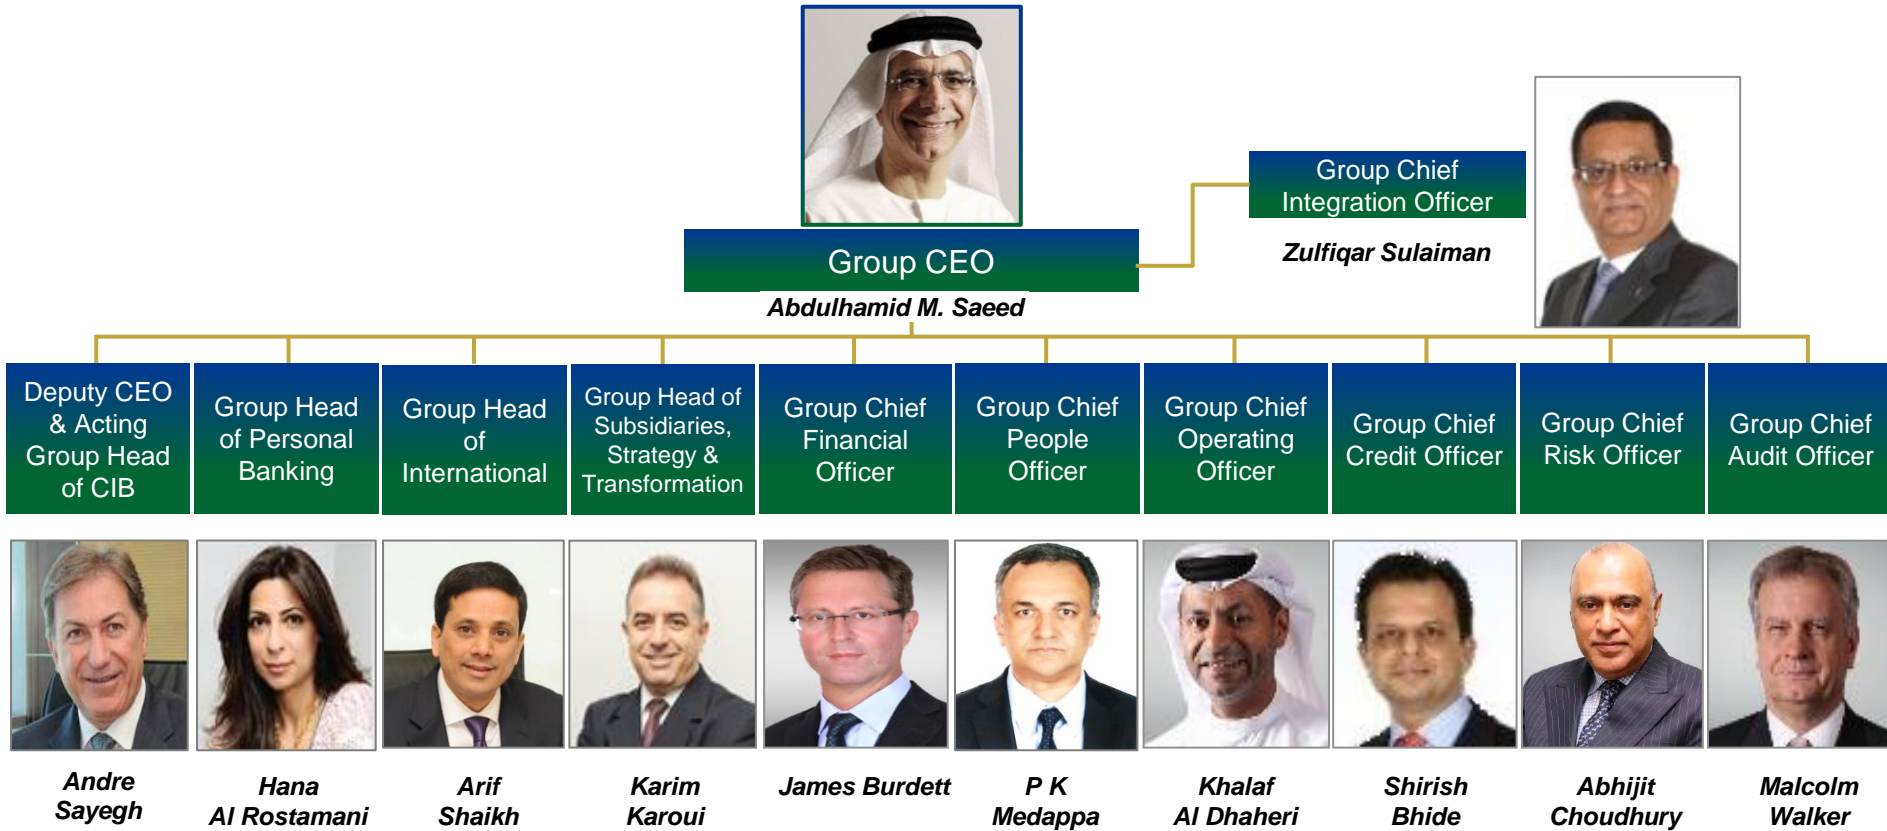 Group Chief
Integration Officer
Zulfiqar Sulaiman
Group CEO
Abdulhamid M. Saeed
Deputy CEO
& Acting
Group Head
of CIB
Group Head
of Personal
Banking
Group Head
of
International
Group Head of
Subsidiaries,
Strategy &
Transformation
Group Chief
Financial
Officer
Group Chief
People
Officer
Group Chief
Operating
Officer
Group Chief
Credit Officer
Group Chief
Risk Officer
Group Chief
Audit Officer
Andre
Sayegh
Hana
Al Rostamani
Arif
Shaikh
Karim
Karoui
James Burdett
P K
Medappa
Khalaf
Al Dhaheri
Shirish
Bhide
Abhijit
Choudhury
Malcolm
Walker